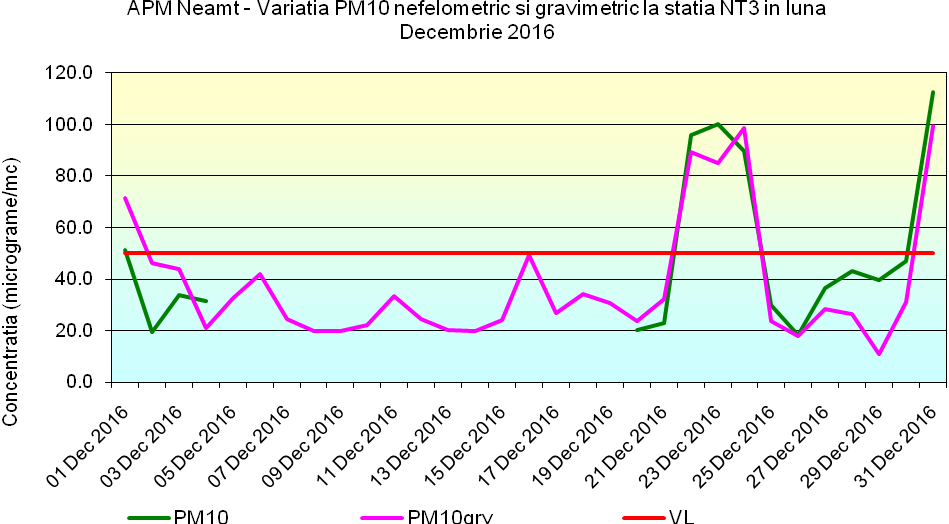 APM Neamt - Variatia PM10 nefelometric si gravimetric la statia NT3 in luna
Decembrie 2016
Concentratia (micrograme/mc)
120.0
100.0
80.0
60.0
40.0
20.0
0.0
01 Dec 2016
03 Dec 2016
05 Dec 2016
07 Dec 2016
09 Dec 2016
11 Dec 2016
13 Dec 2016
15 Dec 2016
17 Dec 2016
19 Dec 2016
21 Dec 2016
23 Dec 2016
25 Dec 2016
27 Dec 2016
29 Dec 2016
31 Dec 2016
PM10
PM10grv
VL